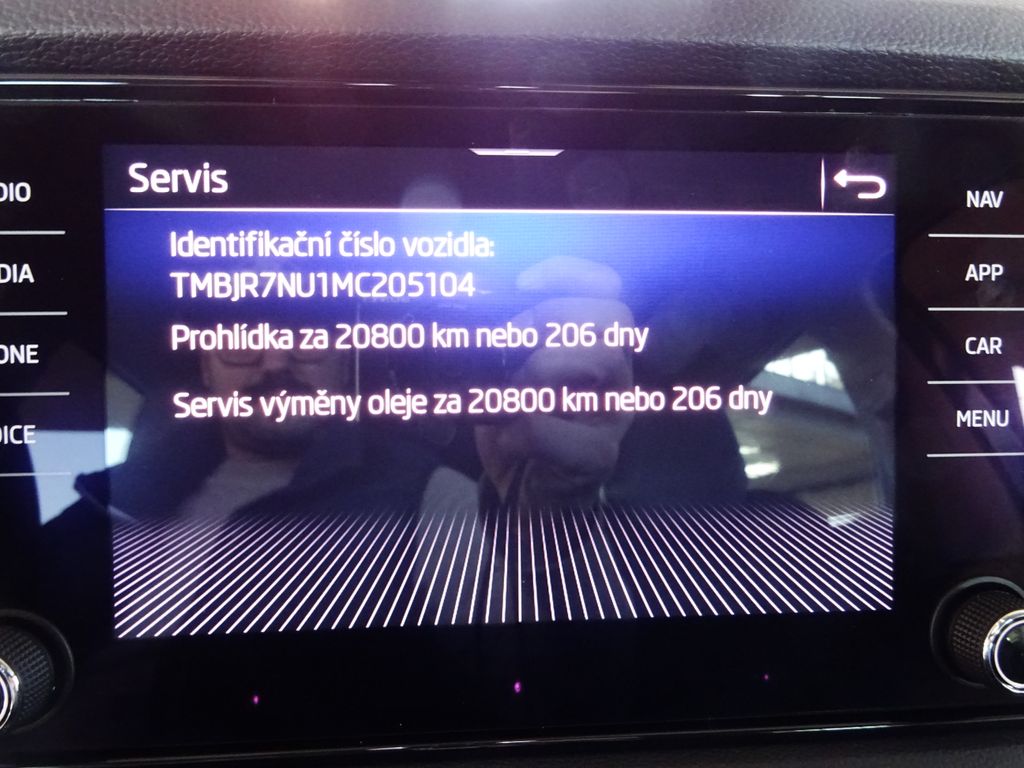 Servis
Identifikační číslo vozidla:
TMBJR7NU1MC205104
Prohlídka za 20800 km nebo 206 dny
Servis výměny oleje za 20800 km nebo 206 dny
DIO
DIA
ONE
OICE
NAV
APP
CAR
MENU